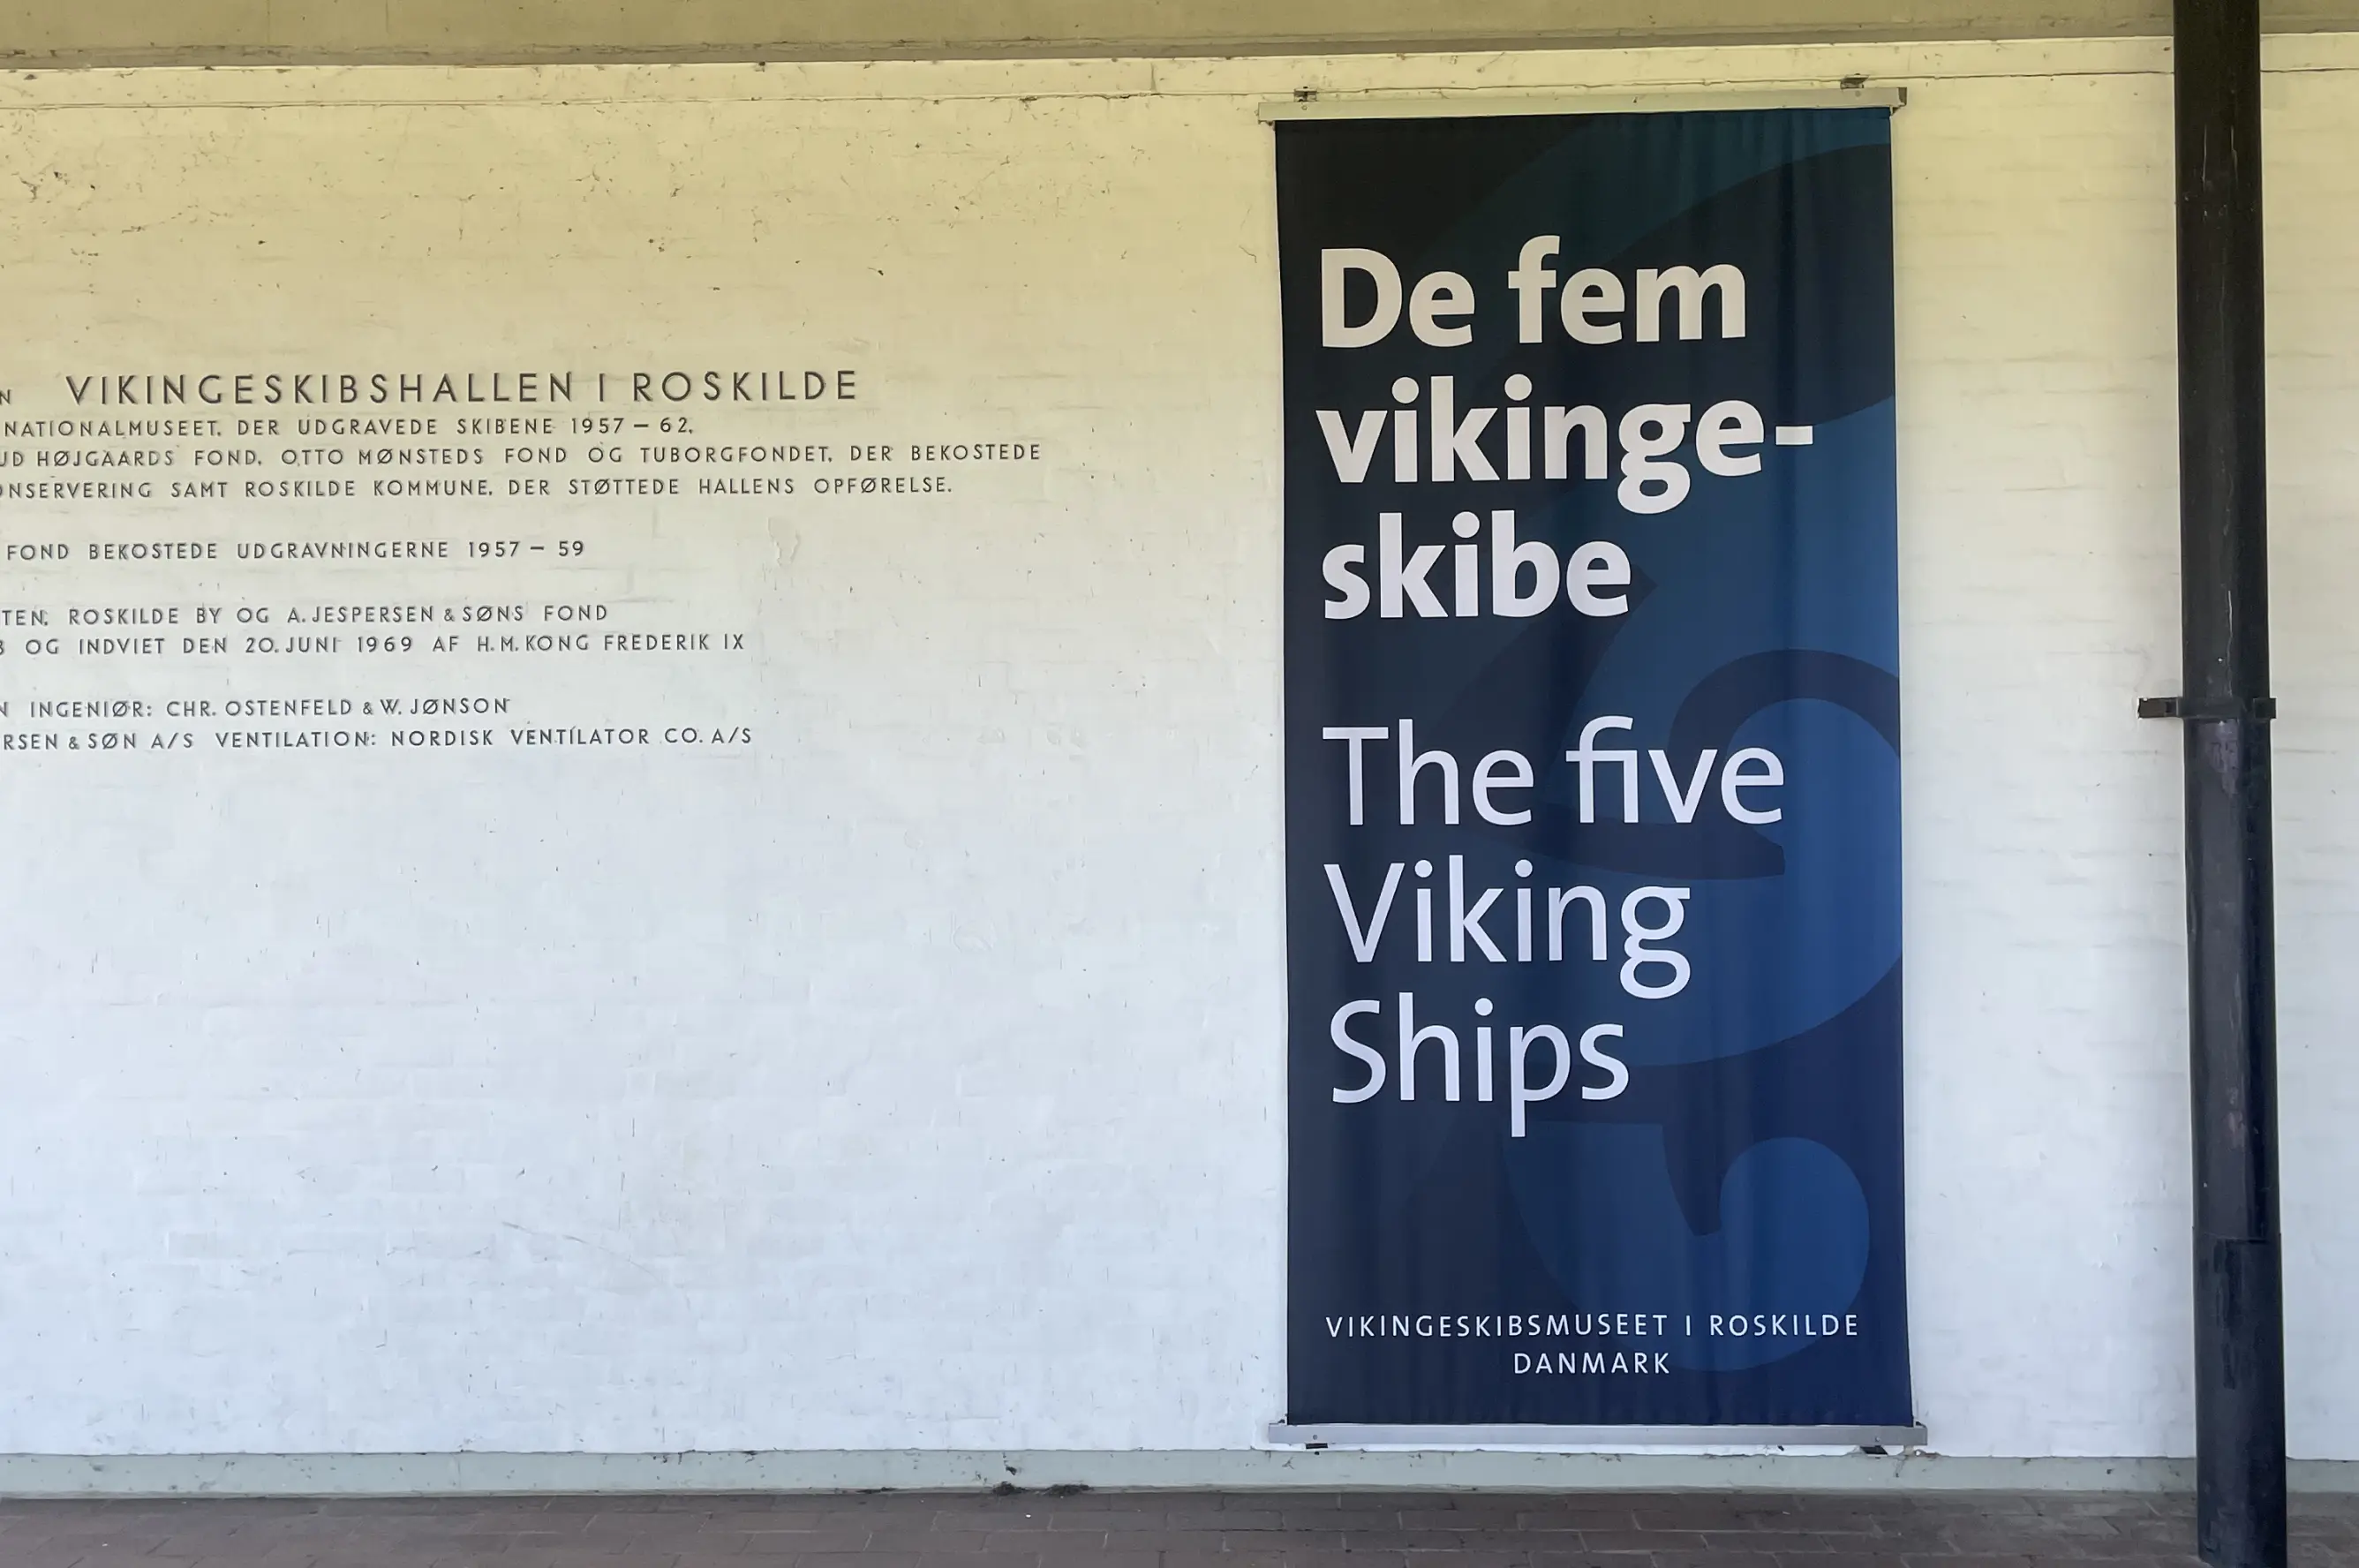 VIKINGESKIBSHALLEN I ROSKILDE
NATIONALMUSEET, DER UDGRAVEDE SKIBENE 1957 – 62,
HØJGAARDS FOND, OTTO MØNSTEDS FOND OG TUBORGFONDET, DER BEKOSTEDE
SAMT ROSKILDE KOMMUNE, DER STØTTEDE HALLENS OPFØRELSE.
FOND BEKOSTEDE UDGRAVNINGERNE 1957 – 59
ROSKILDE BY OG A. JESPERSEN & SØNS FOND
OG INDVIET DEN 20. JUNI 1969 AF H.M. KONG FREDERIK IX
INGENIØR: CHR. OSTENFELD & W. JØNSON
& SØN A/S VENTILATION: NORDISK VENTILATOR CO. A/S
De fem
vikinge-
skibe
The five
Viking
Ships
VIKINGESKIBSMUSEET I ROSKILDE
DANMARK